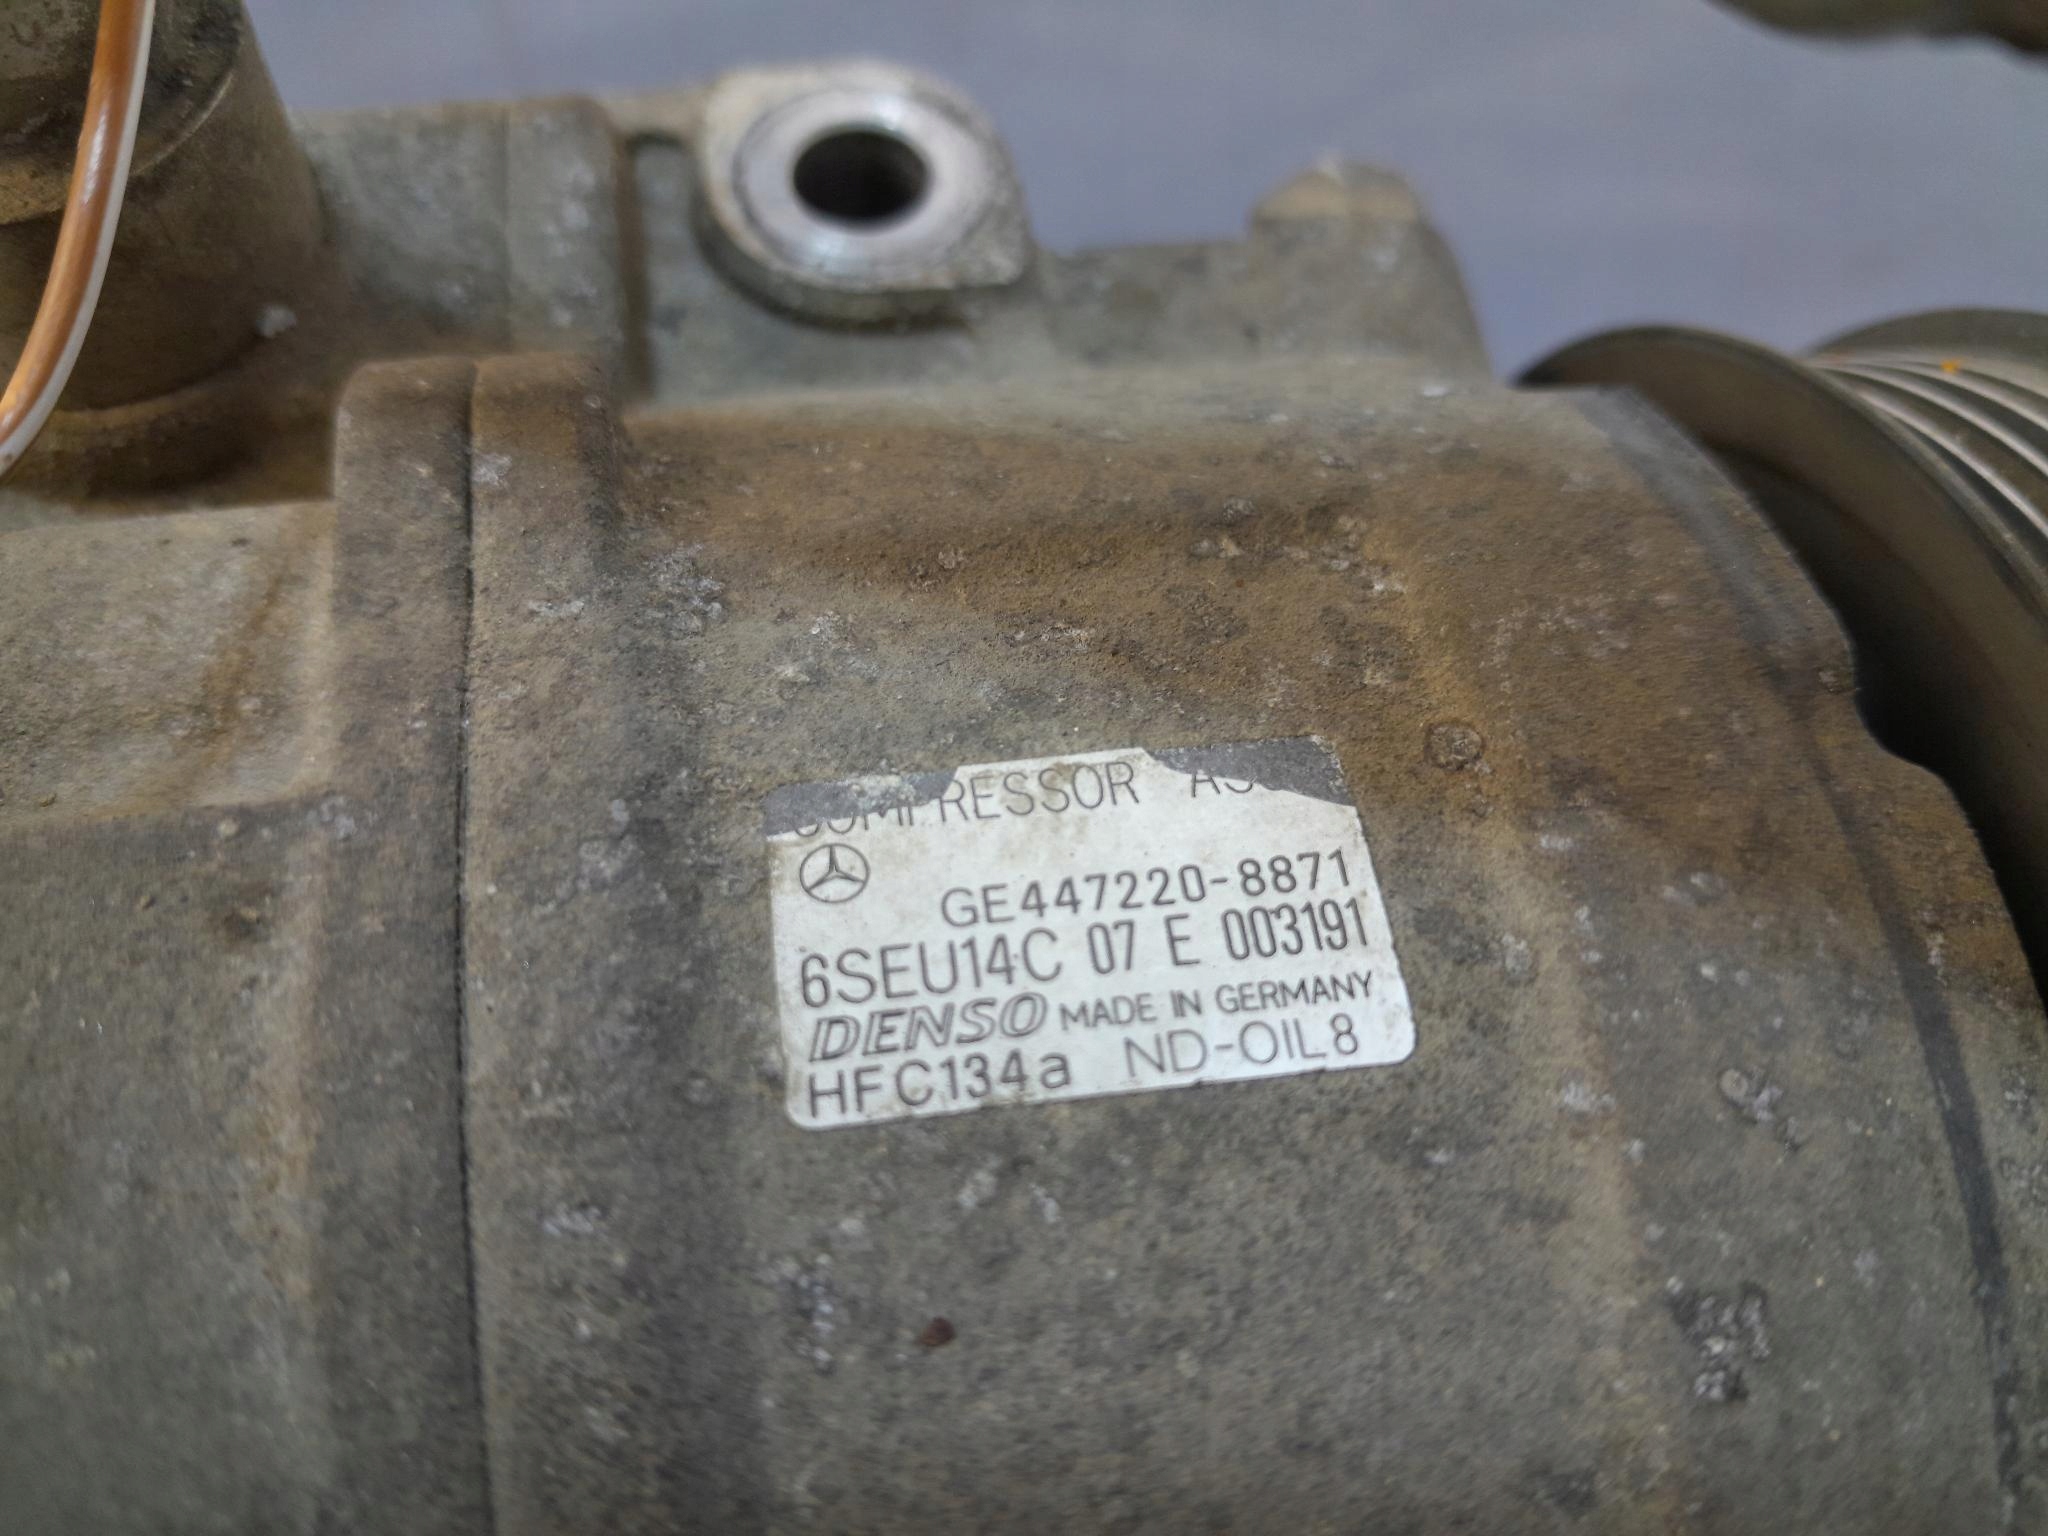 COMPRESSOR
GE447220-8871
6SEU14C 07 E 003191
DENSO MADE IN GERMANY
HFC134a ND-OIL8